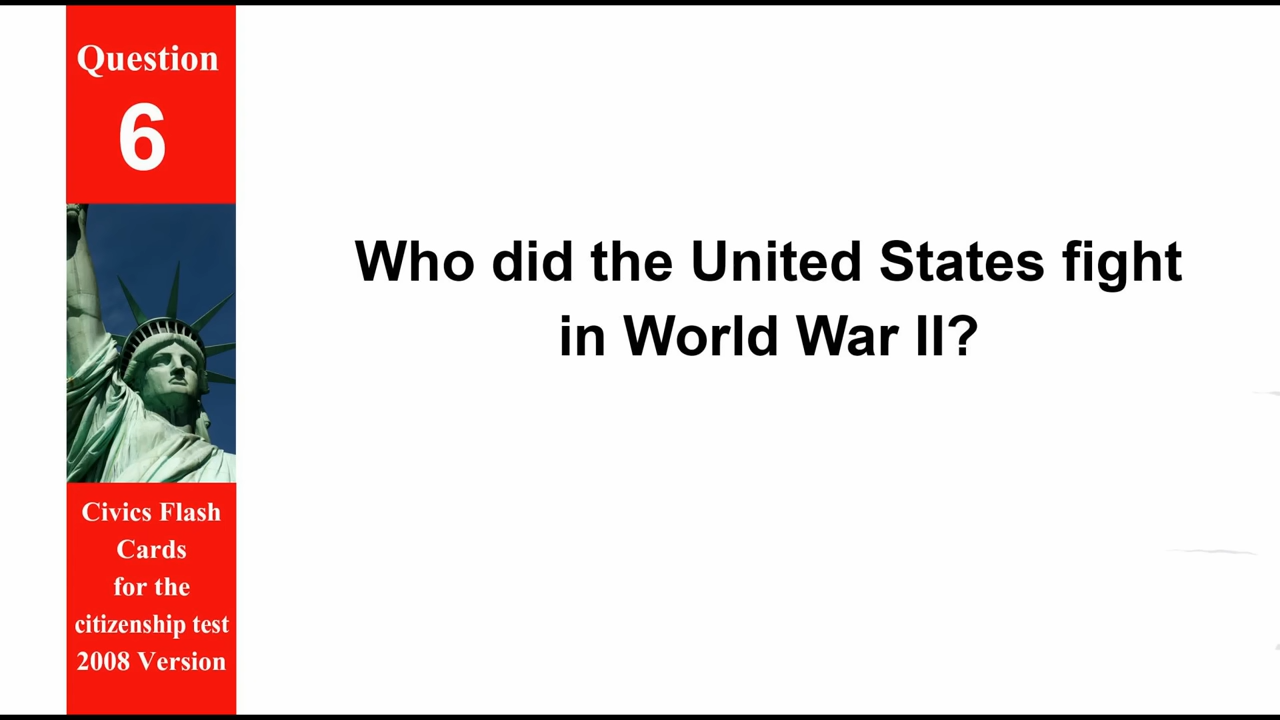 Question
6
Who did the United States fight
in World War II?
Civics Flash
Cards
for the
citizenship test
2008 Version